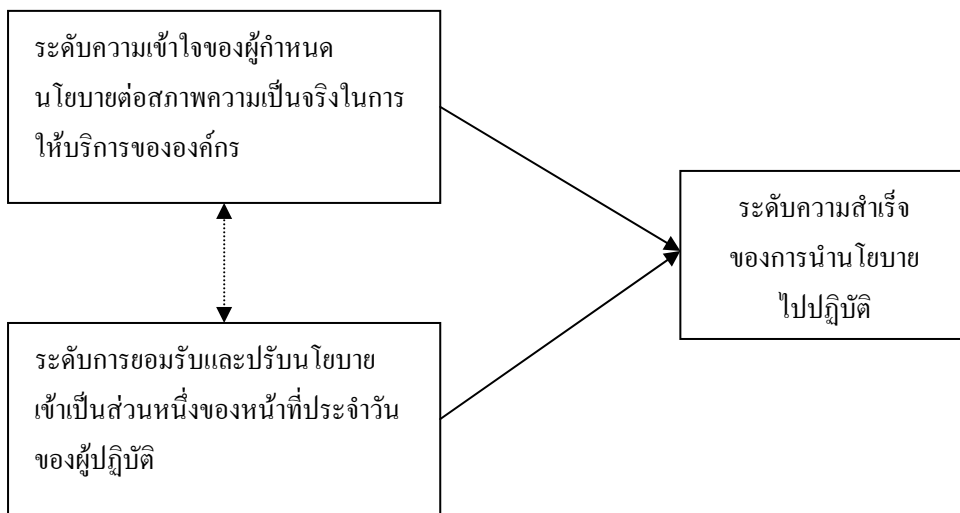 ระดับความเข้าใจของผู้กำหนด
นโยบายต่อสภาพความเป็นจริงในการ
ให้บริการขององค์กร
ระดับความสำเร็จ
ของการนำนโยบาย
ไปปฏิบัติ
ระดับการยอมรับและปรับนโยบาย
เข้าเป็นส่วนหนึ่งของหน้าที่ประจำวัน
ของผู้ปฏิบัติ